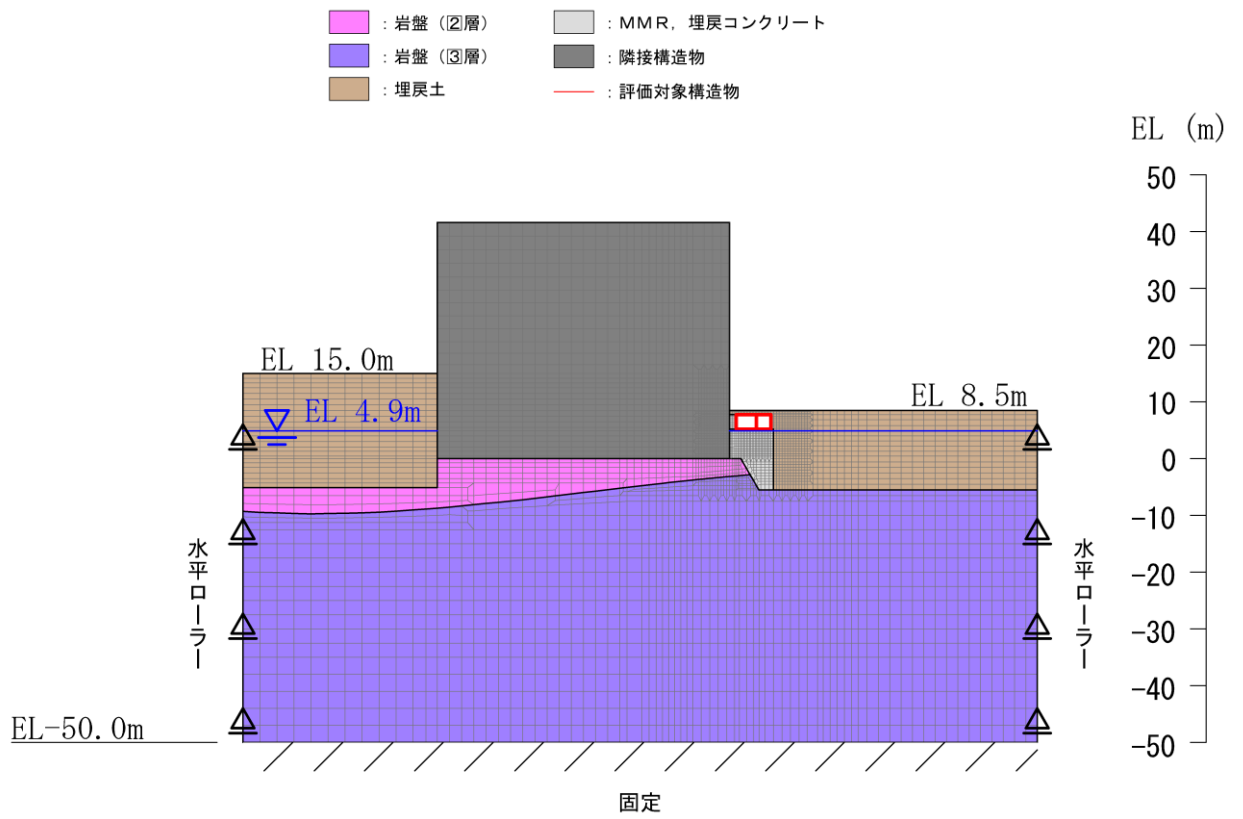 ：岩盤（②層）
：ＭＭＲ，埋戻コンクリート
：岩盤（③層）
：隣接構造物
：埋戻土
：評価対象構造物
EL (m)
50
40
30
20
10
0
-10
-20
-30
-40
-50
EL 15.0m
EL 4.9m
EL 8.5m
水平ローラー
水平ローラー
EL-50.0m
固定